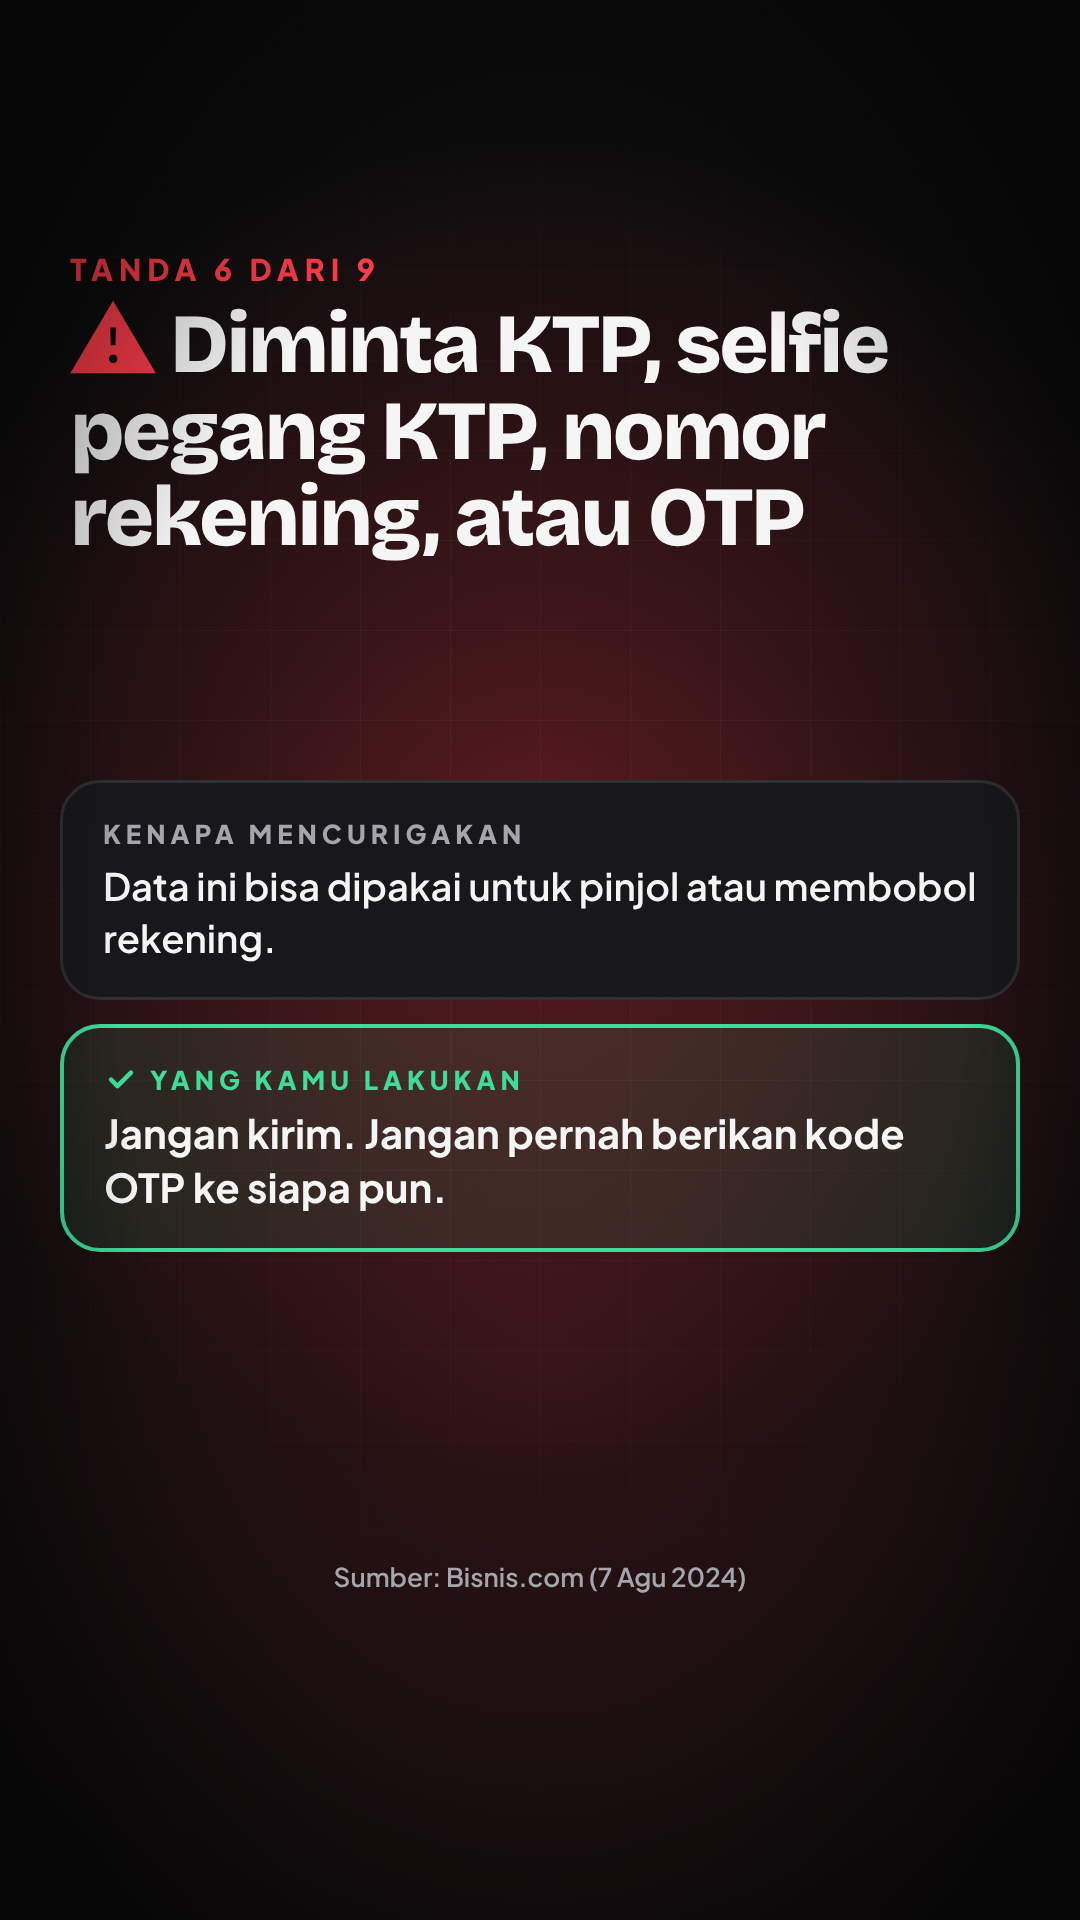 TANDA 6 DARI 9
Diminta KTP, selfie
pegang KTP, nomor
rekening, atau OTP
KENAPA MENCURIGAKAN
Data ini bisa dipakai untuk pinjol atau membobol
rekening.
YANG KAMU LAKUKAN
Jangan kirim. Jangan pernah berikan kode
OTP ke siapa pun.
Sumber: Bisnis.com (7 Agu 2024)